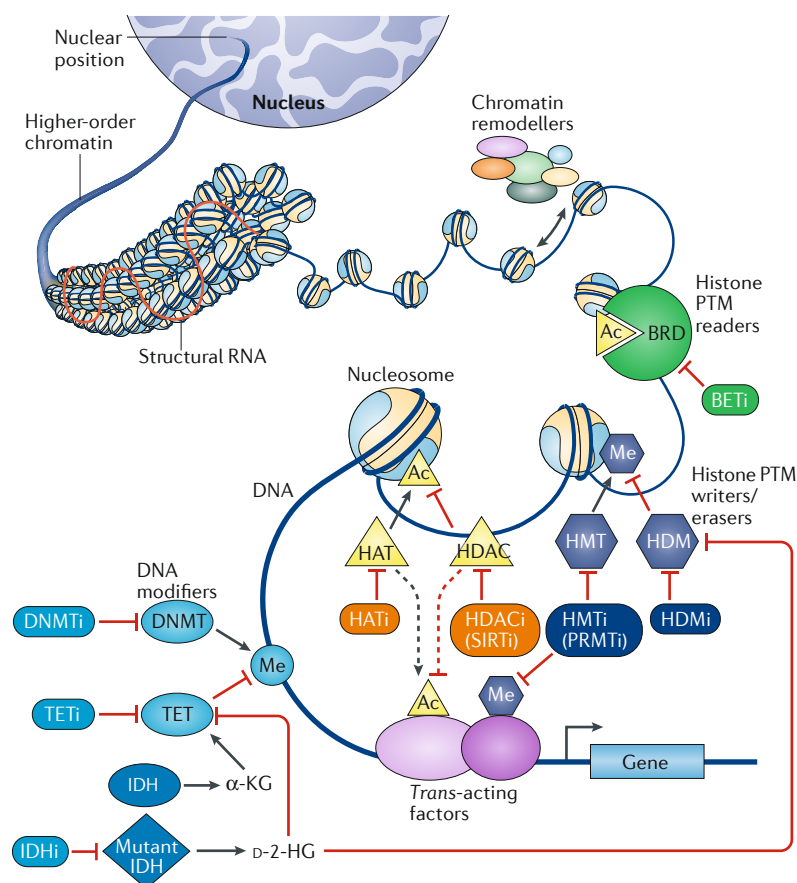 Nuclear
position
Nucleus
Higher-order
chromatin
Chromatin
remodellers
Structural RNA
Histone
PTM
readers
Ac
BRD
BETi
Nucleosome
Ac
Me
DNA
Histone PTM
writers/
erasers
HAT
HDAC
HMT
HDM
DNA
modifiers
DNMTi
DNMT
HATi
HDACi
(SIRTi)
HMTi
(PRMTi)
HDMi
Me
TETi
TET
Ac
Me
IDH
α-KG
Trans-acting
factors
Gene
IDHi
Mutant
IDH
D-2-HG